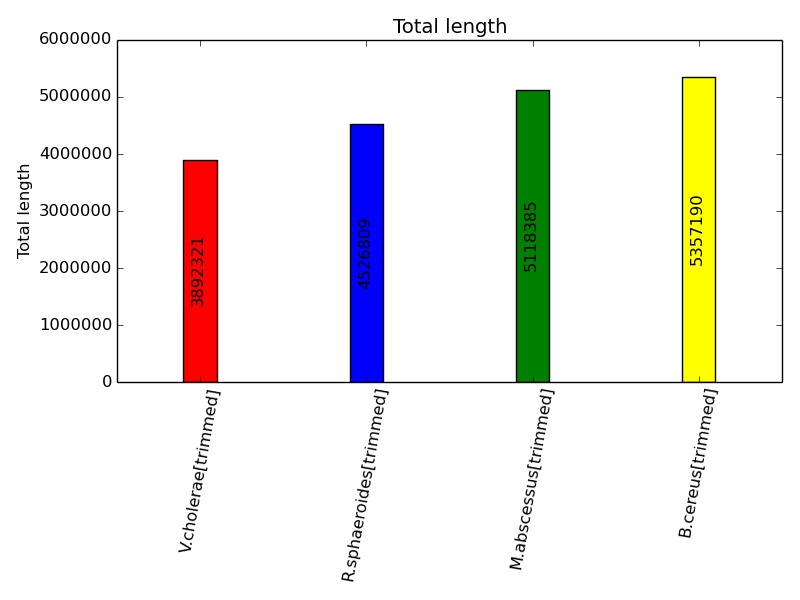 Total length
6000000
5000000
4000000
3000000
2000000
1000000
0
Total length
3892321
4526809
5118385
5357190
V.cholerae[trimmed]
R.sphaeroides[trimmed]
M.abscessus[trimmed]
B.cereus[trimmed]